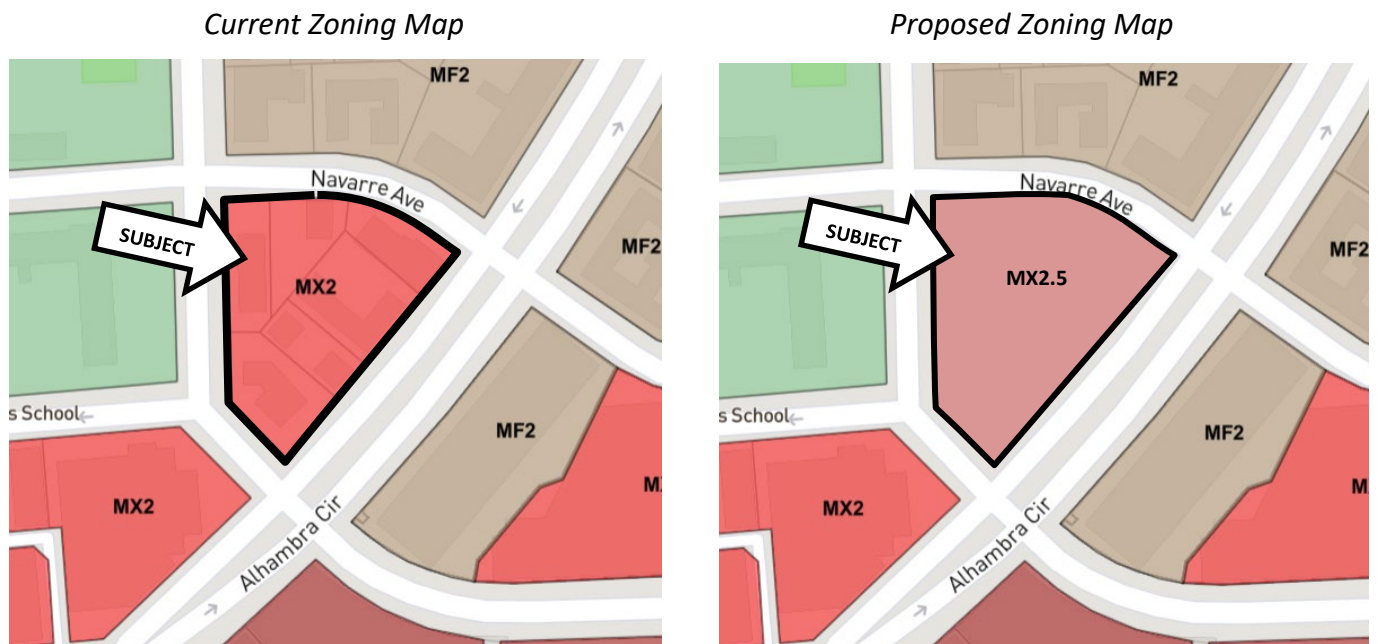 Current Zoning Map
MF2
Navarre Ave
SUBJECT
MF2
MX2
s School
MF2
MX2
M
Alhambra Cir
Proposed Zoning Map
MF2
Navarre Ave
SUBJECT
MF2
MX2.5
s School
MF2
MX2
M
Alhambra Cir